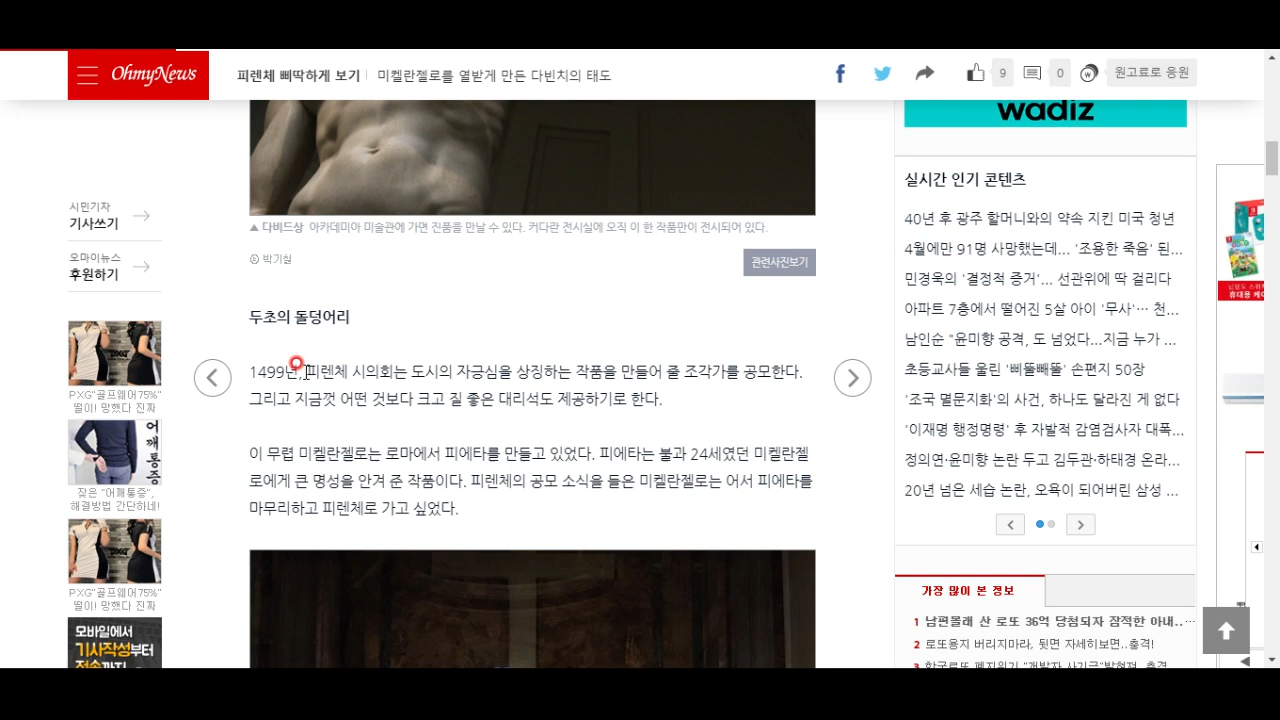 OhmyNews
피렌체 삐딱하게 보기
미켈란젤로를 열받게 만든 다빈치의 태도
9
0
원고료로 응원
시민기자
기사쓰기
오마이뉴스
후원하기
PXG"골프웨어75%"
떨이! 망했다 진짜
어깨통증
잦은 "어깨통증",
해결방법 간단하네!
PXG"골프웨어75%"
떨이! 망했다 진짜
모바일에서
기사작성부터
전송까지
▲ 다비드상 아카데미아 미술관에 가면 진품을 만날 수 있다. 커다란 전시실에 오직 이 한 작품만이 전시되어 있다.
ⓒ 박기철
관련사진보기
두초의 돌덩어리
1499년, 피렌체 시의회는 도시의 자긍심을 상징하는 작품을 만들어 줄 조각가를 공모한다.
그리고 지금껏 어떤 것보다 크고 질 좋은 대리석도 제공하기로 한다.
이 무렵 미켈란젤로는 로마에서 피에타를 만들고 있었다. 피에타는 불과 24세였던 미켈란젤
로에게 큰 명성을 안겨 준 작품이다. 피렌체의 공모 소식을 들은 미켈란젤로는 어서 피에타를
마무리하고 피렌체로 가고 싶었다.
wadiz
실시간 인기 콘텐츠
40년 후 광주 할머니와의 약속 지킨 미국 청년
4월에만 91명 사망했는데... '조용한 죽음' 된...
민경욱의 '결정적 증거'... 선관위에 딱 걸리다
아파트 7층에서 떨어진 5살 아이 '무사'… 천...
남인순 "윤미향 공격, 도 넘었다...지금 누가 ...
초등교사들 울린 '삐뚤빼뚤' 손편지 50장
'조국 멸문지화'의 사건, 하나도 달라진 게 없다
'이재명 행정명령' 후 자발적 감염검사자 대폭...
정의연·윤미향 논란 두고 김두관·하태경 온라...
20년 넘은 세습 논란, 오욕이 되어버린 삼성 ...
가장 많이 본 정보
1 남편몰래 산 로또 36억 당첨되자 잠적한 아내..…
2 로또용지 버리지마라, 뒷면 자세히보면..충격!